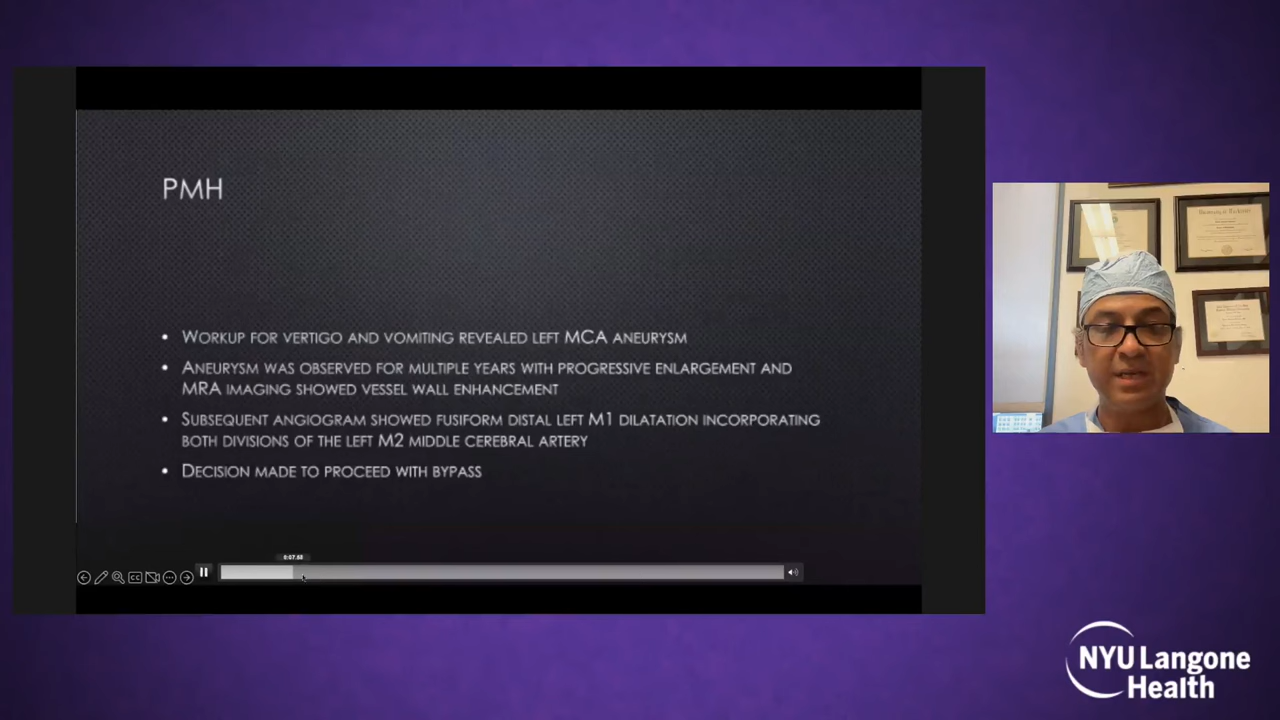 PMH
• WORKUP FOR VERTIGO AND VOMITING REVEALED LEFT MCA ANEURYSM
• ANEURYSM WAS OBSERVED FOR MULTIPLE YEARS WITH PROGRESSIVE ENLARGEMENT AND
MRA IMAGING SHOWED VESSEL WALL ENHANCEMENT
• SUBSEQUENT ANGIOGRAM SHOWED FUSIFORM DISTAL LEFT M1 DILATATION INCORPORATING
BOTH DIVISIONS OF THE LEFT M2 MIDDLE CEREBRAL ARTERY
• DECISION MADE TO PROCEED WITH BYPASS
CC
NYU Langone
Health